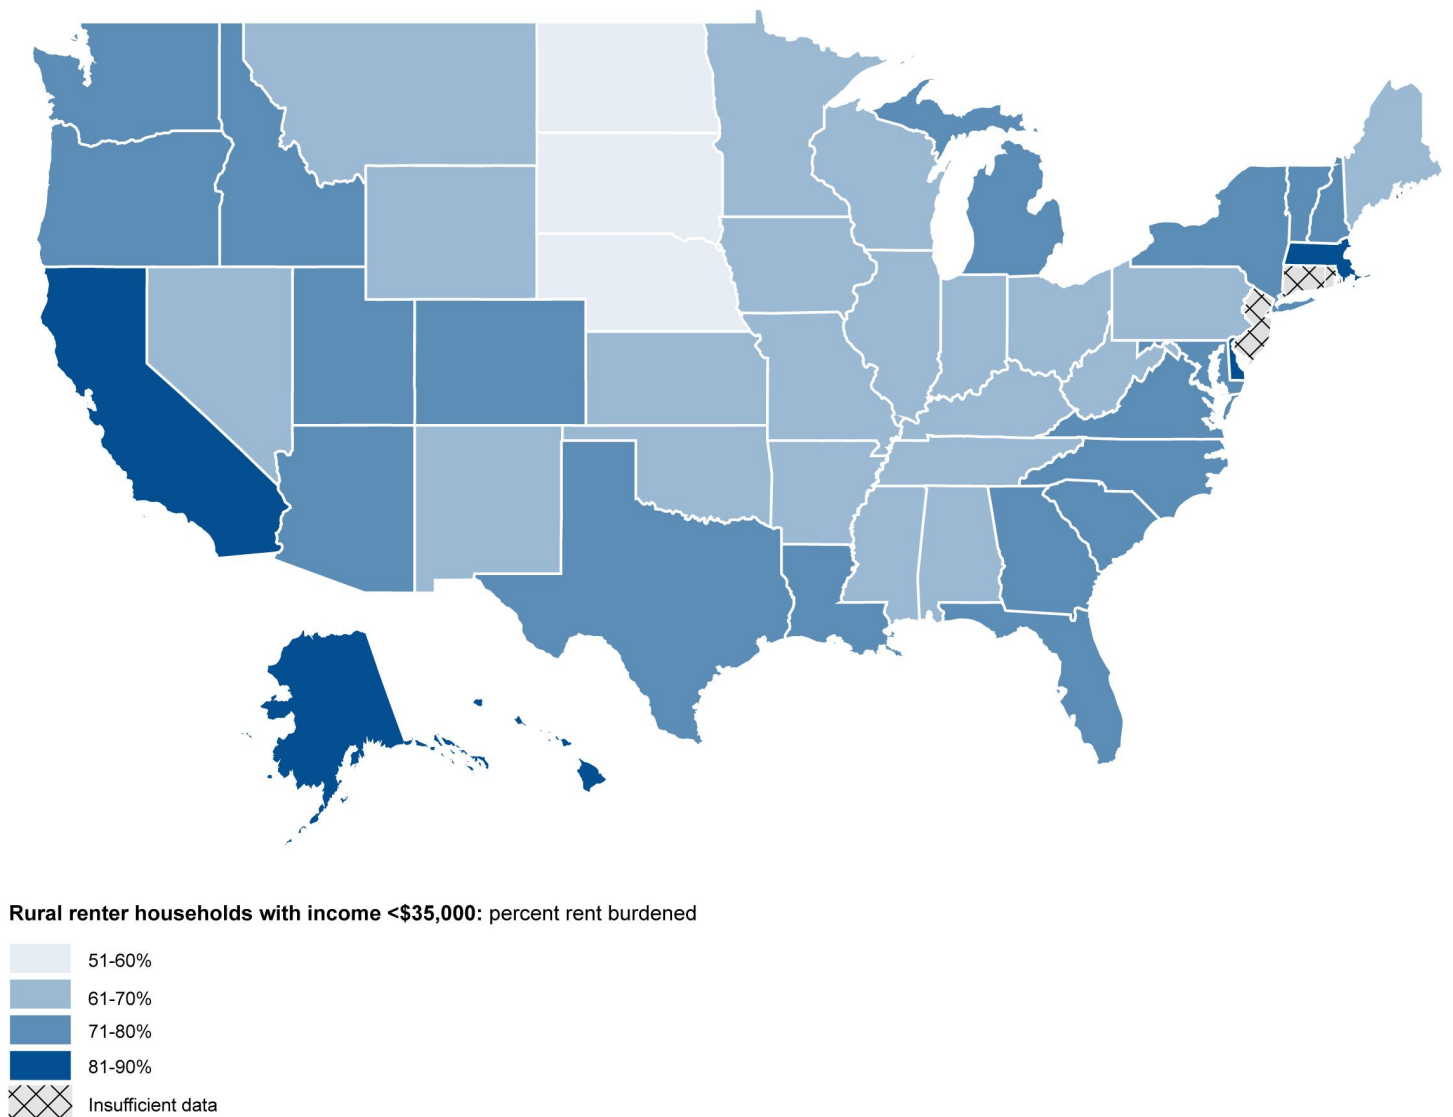 Rural renter households with income <$35,000: percent rent burdened
51-60%
61-70%
71-80%
81-90%
Insufficient data